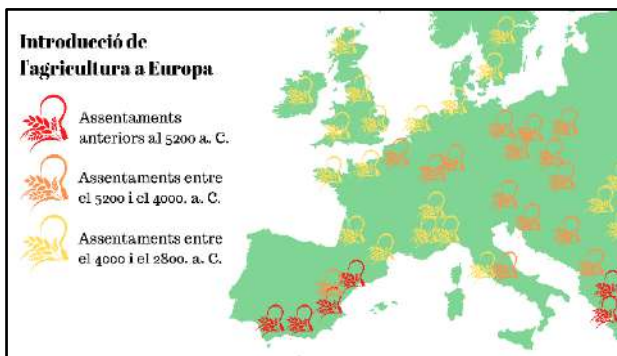 Introducció de
l'agricultura a Europa
Assentaments
anteriors al 5200 a. C.
Assentaments entre
el 5200 i el 4000. a. C.
Assentaments entre
el 4000 i el 2800. a. C.